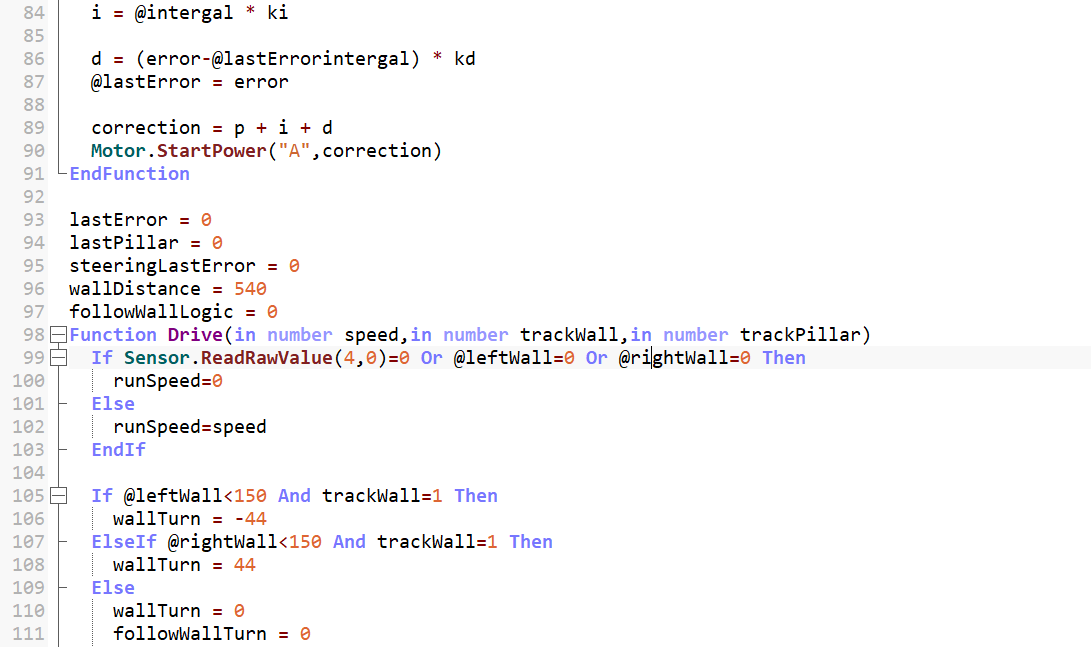 84 i = @intergal * ki
85
86 d = (error-@lastErrorintergal) * kd
87 @lastError = error
88
89 correction = p + i + d
90 Motor.StartPower("A",correction)
91 EndFunction
92
93 lastError = 0
94 lastPillar = 0
95 steeringLastError = 0
96 wallDistance = 540
97 followWallLogic = 0
98 Function Drive(in number speed,in number trackWall,in number trackPillar)
99 If Sensor.ReadRawValue(4,0)=0 Or @leftWall=0 Or @rightWall=0 Then
100 runSpeed=0
101 Else
102 runSpeed=speed
103 EndIf
104
105 If @leftWall<150 And trackWall=1 Then
106 wallTurn = -44
107 ElseIf @rightWall<150 And trackWall=1 Then
108 wallTurn = 44
109 Else
110 wallTurn = 0
111 followWallTurn = 0